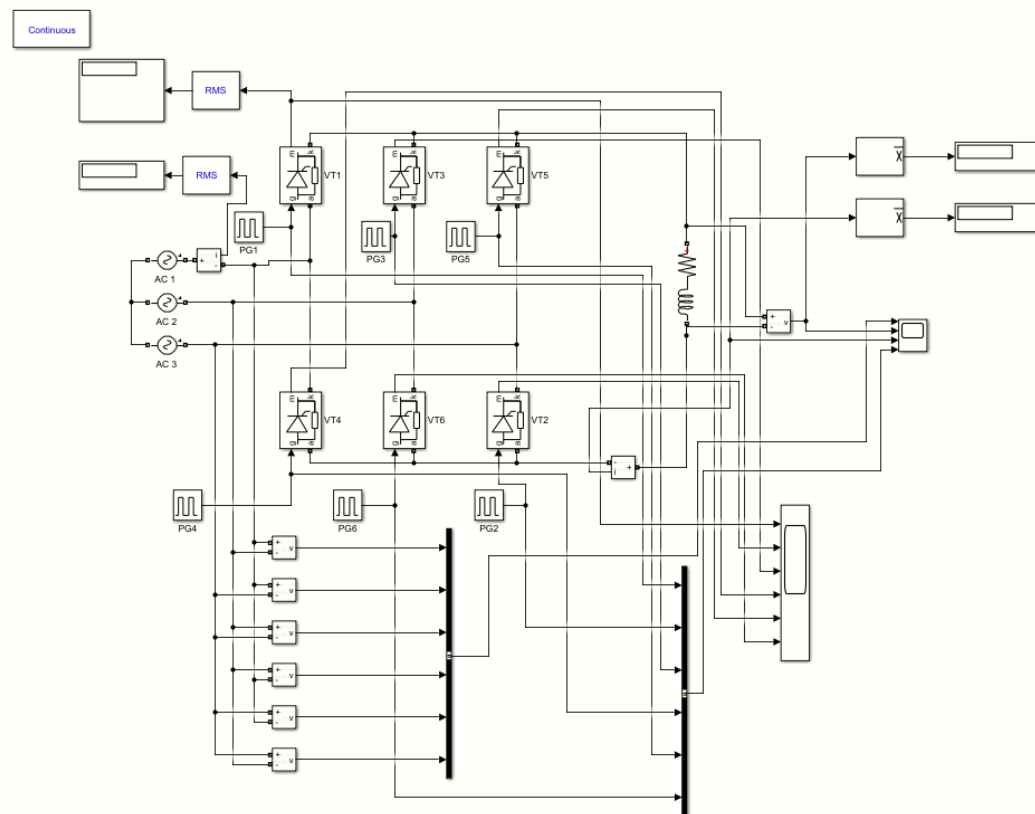 Continuous
RMS
RMS
m
k
g
a
VT1
m
k
g
a
VT3
m
k
g
a
VT5
x
x
PG1
PG3
PG5
+
i
-
AC 1
AC 2
AC 3
+
-
v
m
k
g
a
VT4
m
k
g
a
VT6
m
k
g
a
VT2
-
i
+
PG4
PG6
PG2
+
-
v
+
-
v
+
-
v
+
-
v
+
-
v
+
-
v